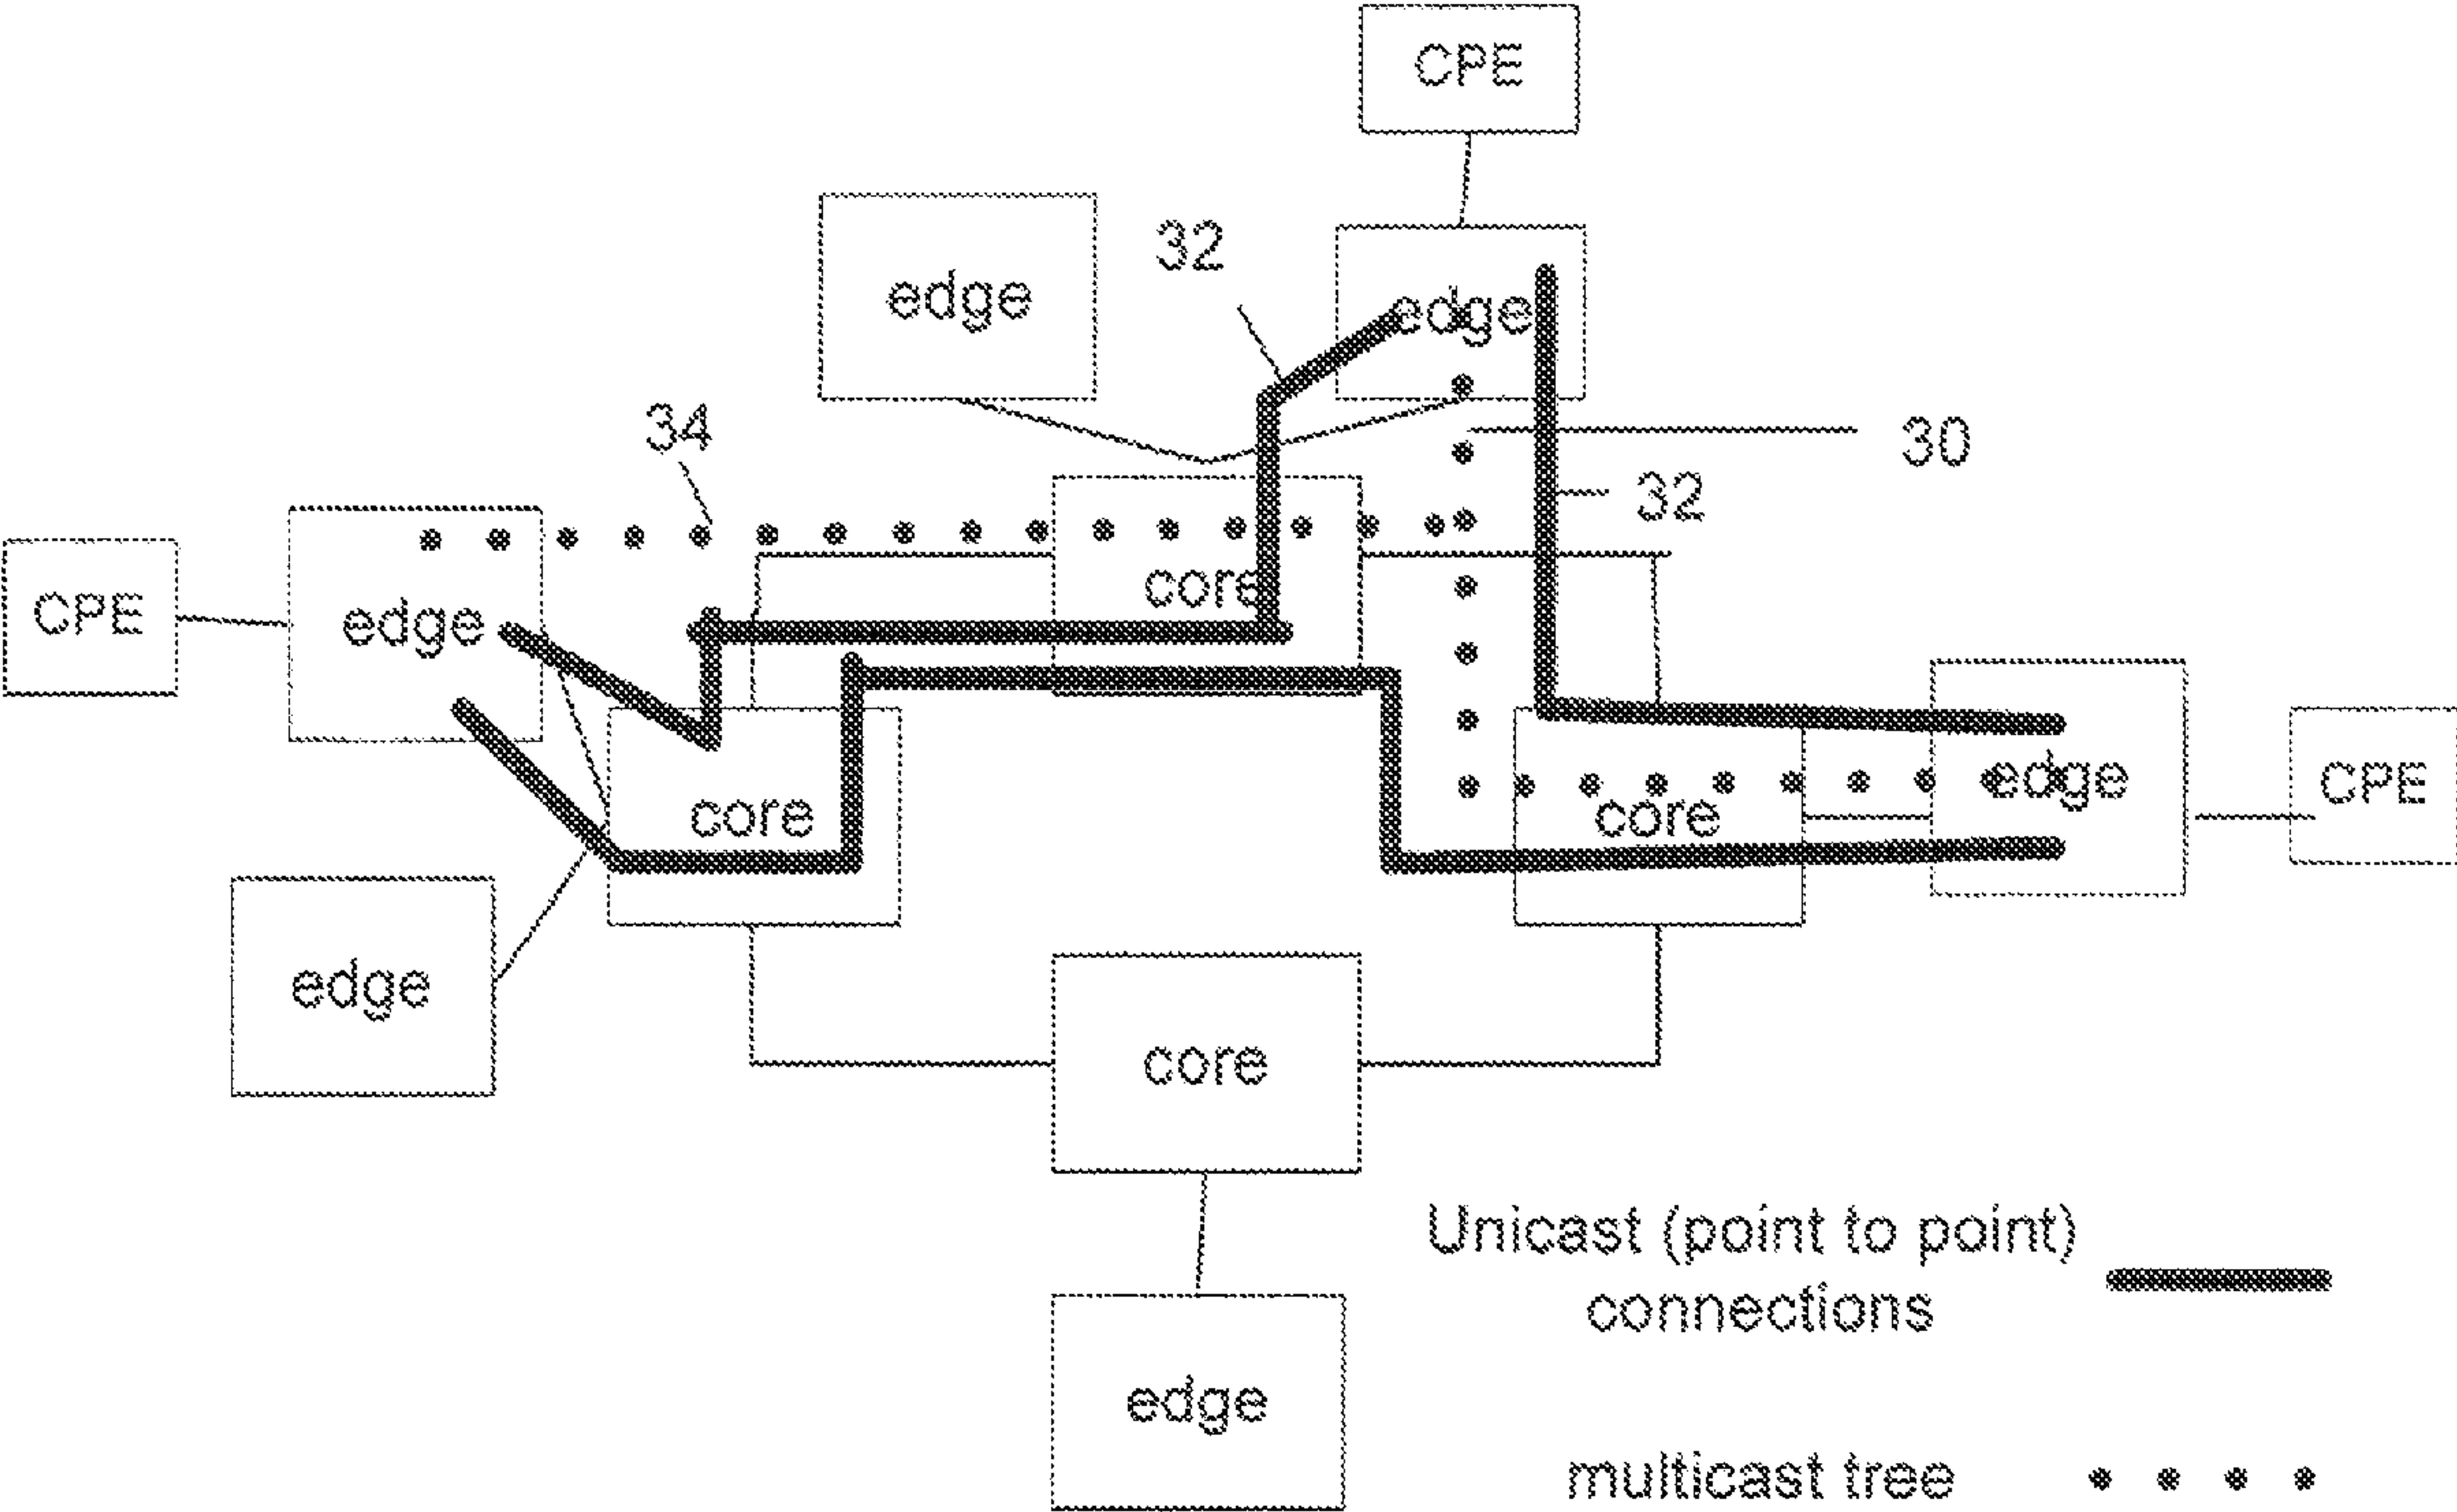 CPE
edge
32
edge
34
30
32
core
CPE
edge
edge
CPE
core
core
edge
core
Unicast (point to point)
connections
edge
multicast tree